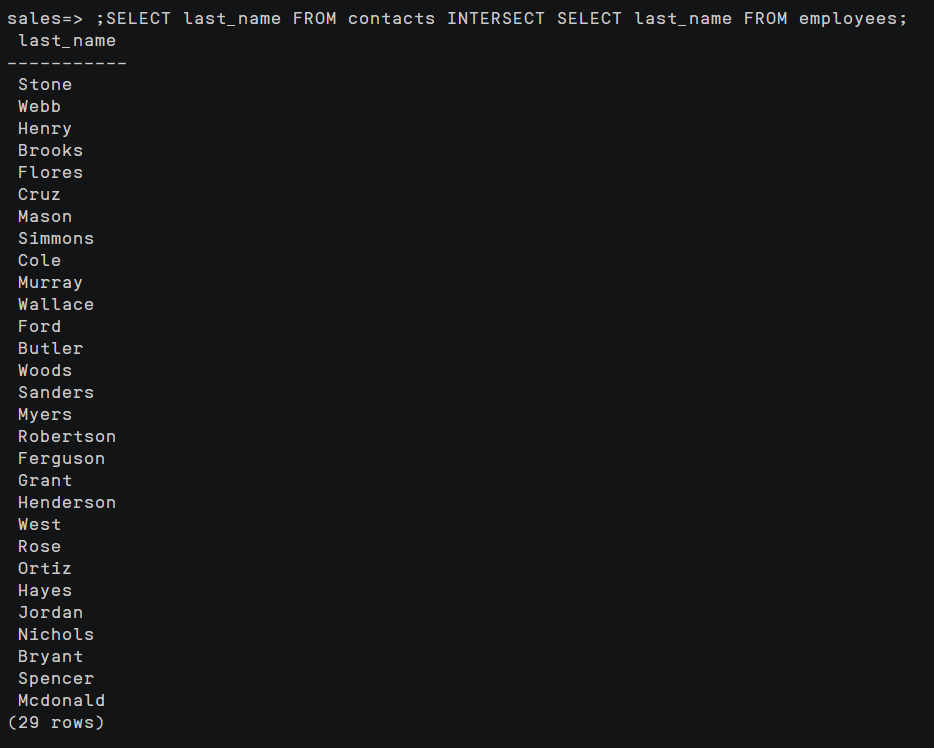 sales=> ;SELECT last_name FROM contacts INTERSECT SELECT last_name FROM employees;
last_name
-----------
Stone
Webb
Henry
Brooks
Flores
Cruz
Mason
Simmons
Cole
Murray
Wallace
Ford
Butler
Woods
Sanders
Myers
Robertson
Ferguson
Grant
Henderson
West
Rose
Ortiz
Hayes
Jordan
Nichols
Bryant
Spencer
Mcdonald
(29 rows)